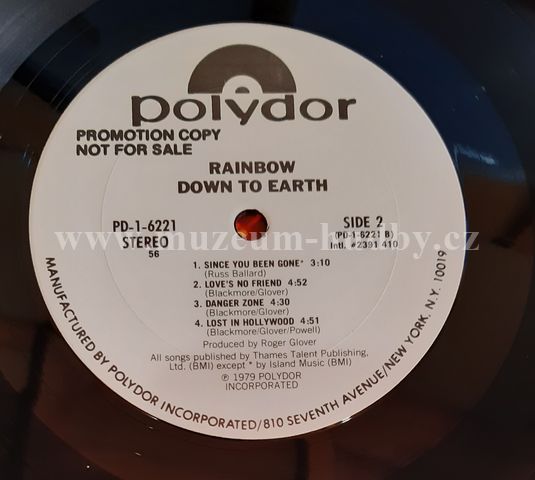 polydor
PROMOTION COPY
NOT FOR SALE
RAINBOW
DOWN TO EARTH
PD-1-6221
STEREO
56
SIDE 2
(PD-1-6221 B)
Intl. #2391 410
www.muzeum-hudby.cz
1. SINCE YOU BEEN GONE* 3:10
(Russ Ballard)
2. LOVE'S NO FRIEND 4:52
(Blackmore/Glover)
3. DANGER ZONE 4:30
(Blackmore/Glover)
4. LOST IN HOLLYWOOD 4:51
(Blackmore/Glover/Powell)
Produced by Roger Glover
All songs published by Thames Talent Publishing,
Ltd. (BMI) except * by Island Music (BMI)
℗ 1979 POLYDOR
INCORPORATED
MANUFACTURED BY POLYDOR INCORPORATED/810 SEVENTH AVENUE/NEW YORK, N.Y. 10019